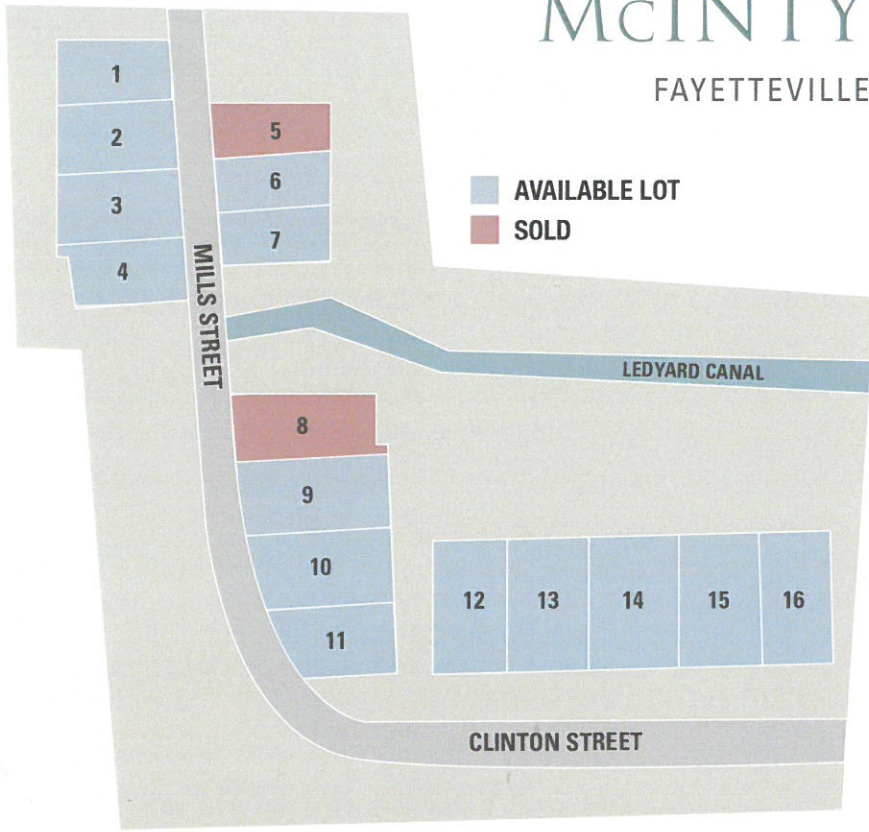 McINTY
FAYETTEVILLE
AVAILABLE LOT
SOLD
1
2
3
4
5
6
7
MILLS STREET
LEDYARD CANAL
8
9
10
11
12
13
14
15
16
CLINTON STREET